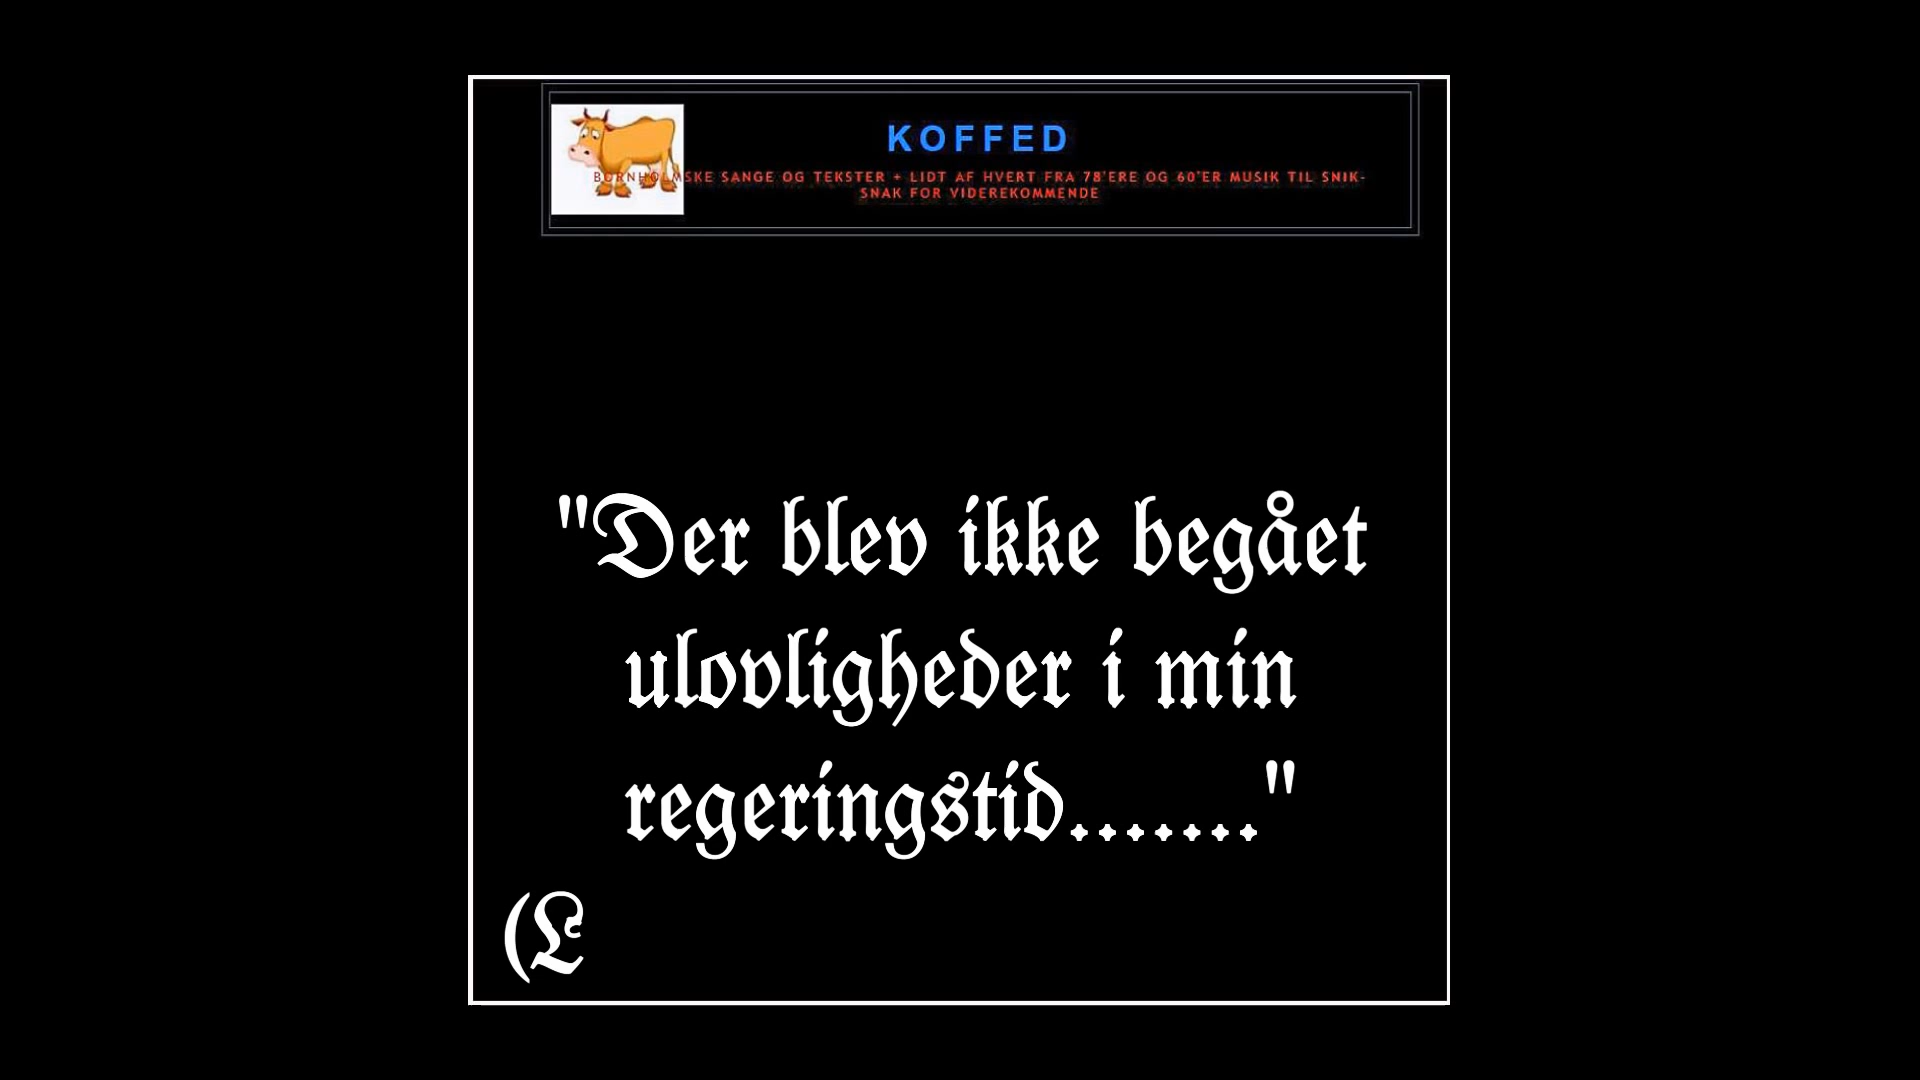 KOFFED
BORNHOLMSKE SANGE OG TEKSTER + LIDT AF HVERT FRA 78'ERE OG 60'ER MUSIK TIL SNIK-
SNAK FOR VIDEREKOMMENDE
"Der blev ikke begået
ulovligheder i min
regeringstid......."
(L